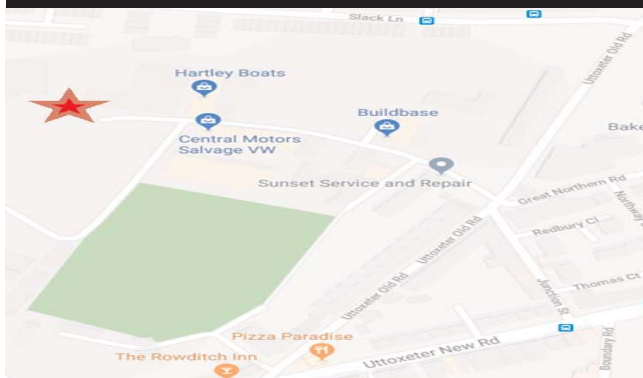 Slack Ln
Uttoxeter Old Rd
Hartley Boats
Buildbase
Central Motors
Salvage VW
Bake
Sunset Service and Repair
Great Northern Rd
Northway
Redbury Cl
Uttoxeter Old Rd
Uttoxeter Old Rd
Junction St
Thomas Ct
Pizza Paradise
The Rowditch Inn
Uttoxeter New Rd
Boundary Rd